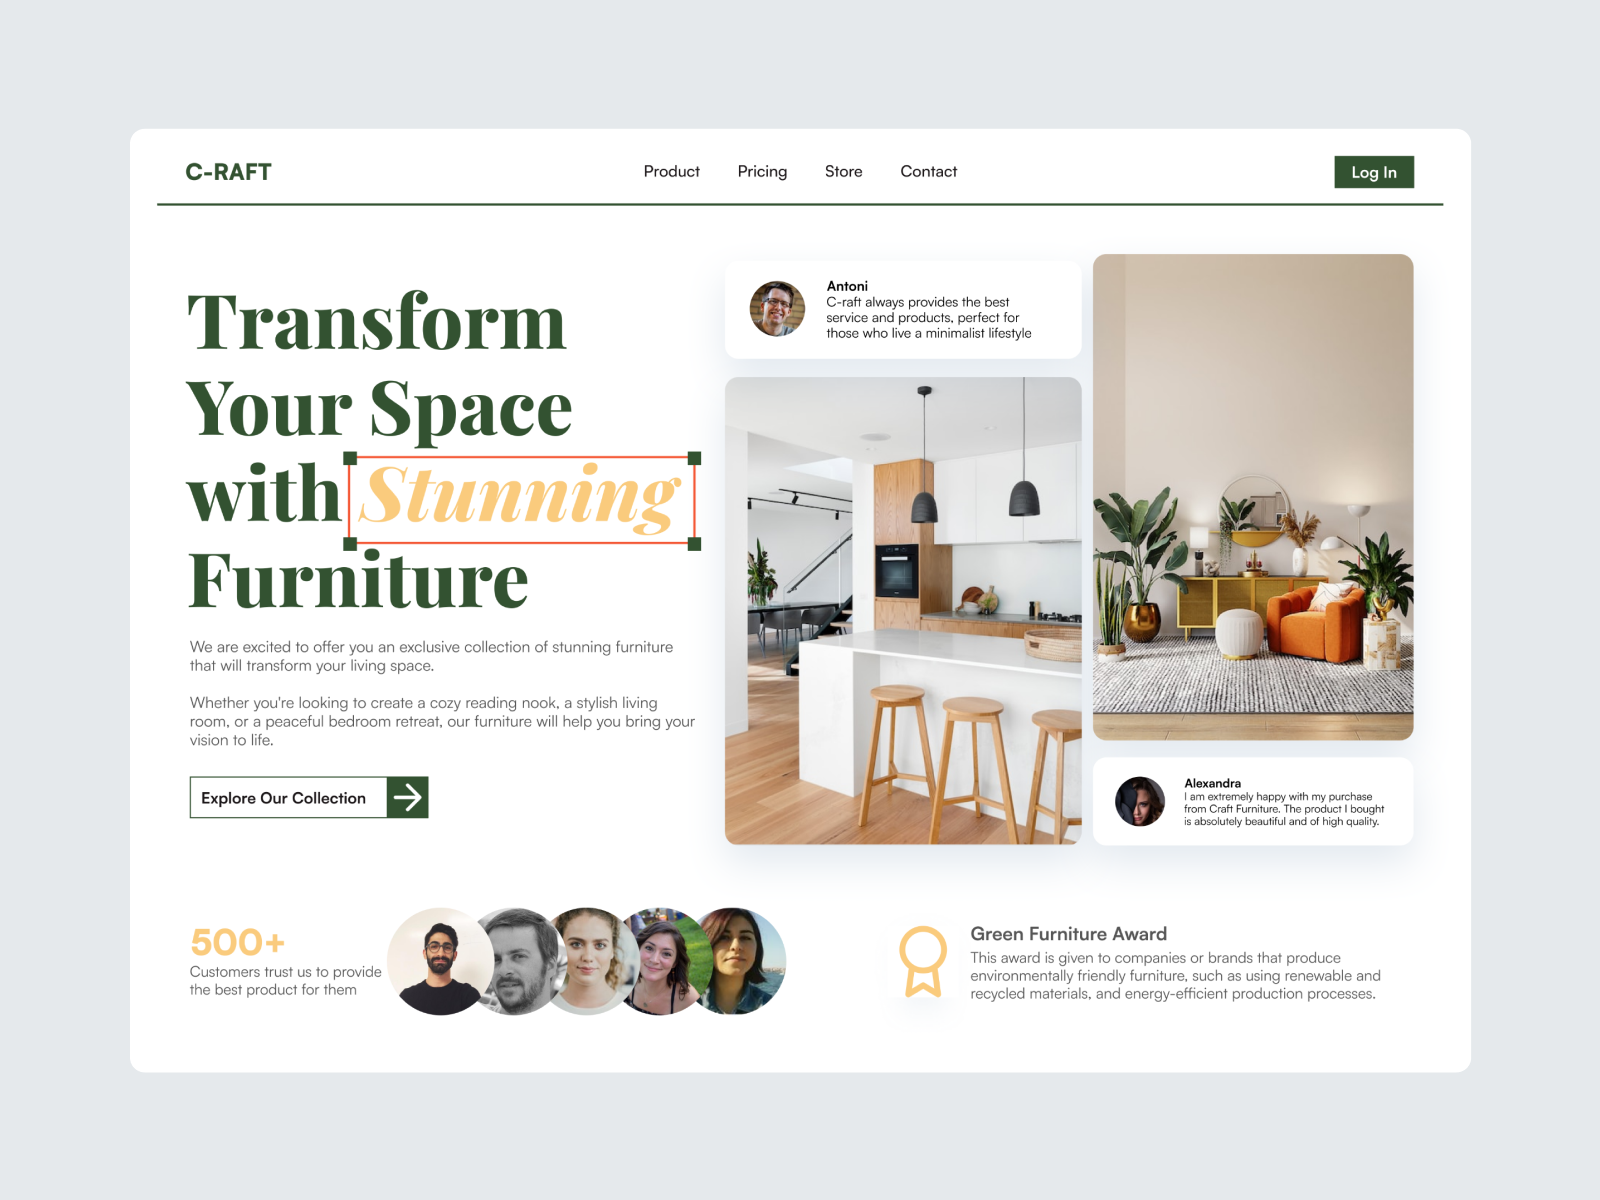 C-RAFT
Product
Pricing
Store
Contact
Log In
Transform
Your Space
with Stunning
Furniture
We are excited to offer you an exclusive collection of stunning furniture
that will transform your living space.
Whether you're looking to create a cozy reading nook, a stylish living
room, or a peaceful bedroom retreat, our furniture will help you bring your
vision to life.
Explore Our Collection
Antoni
C-raft always provides the best
service and products, perfect for
those who live a minimalist lifestyle
Alexandra
I am extremely happy with my purchase
from Craft Furniture. The product I bought
is absolutely beautiful and of high quality.
500+
Customers trust us to provide
the best product for them
Green Furniture Award
This award is given to companies or brands that produce
environmentally friendly furniture, such as using renewable and
recycled materials, and energy-efficient production processes.